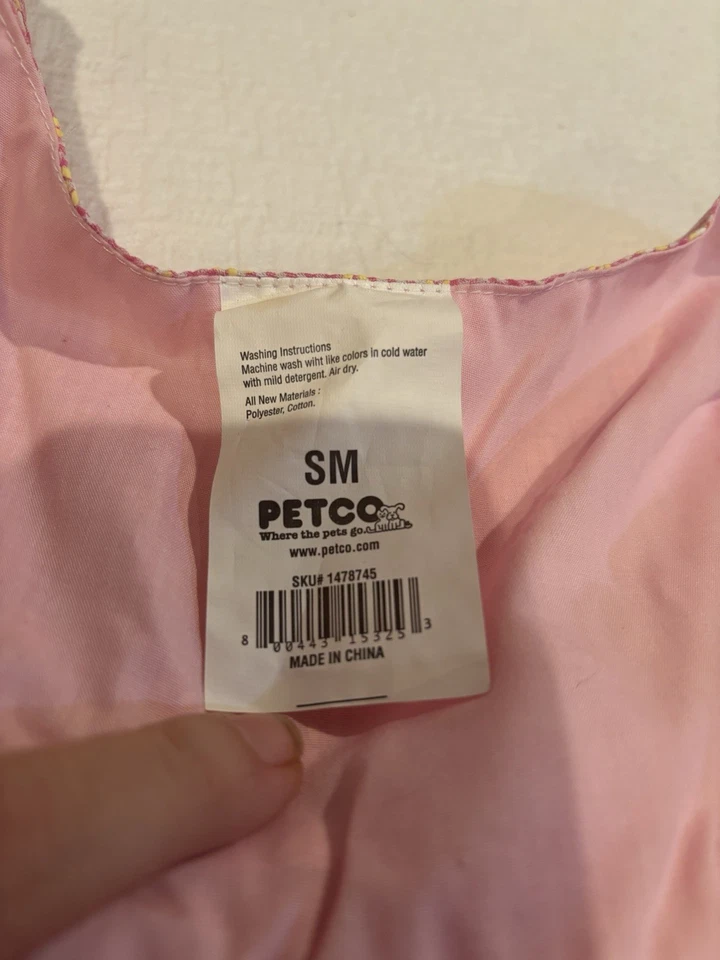 Washing Instructions
Machine wash wiht like colors in cold water
with mild detergent. Air dry.
All New Materials :
Polyester, Cotton.
SM
PETCO
Where the pets go.
www.petco.com
SKU# 1478745
8 00443 15325 3
MADE IN CHINA